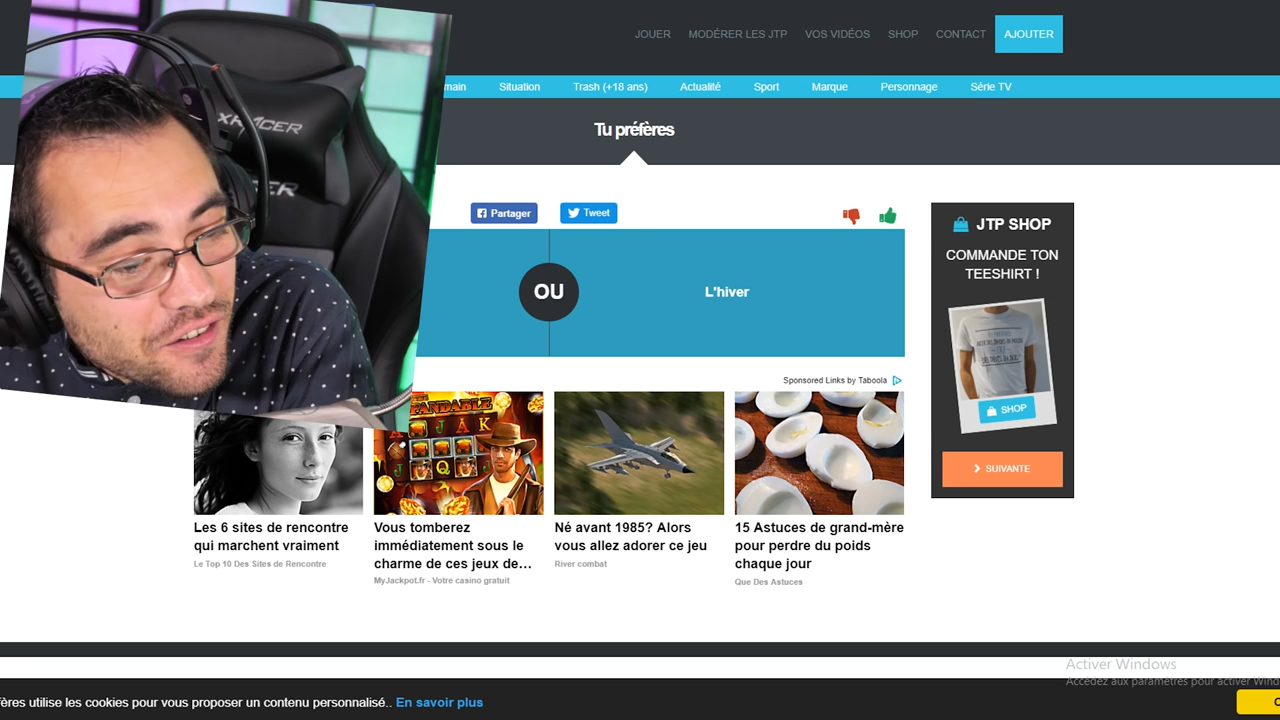 JOUER MODÉRER LES JTP VOS VIDÉOS SHOP CONTACT AJOUTER
main Situation Trash (+18 ans) Actualité Sport Marque Personnage Série TV
Tu préfères
Partager Tweet
OU
L'hiver
JTP SHOP
COMMANDE TON
TEESHIRT !
SHOP
SUIVANTE
Sponsored Links by Taboola
Les 6 sites de rencontre
qui marchent vraiment
Le Top 10 Des Sites de Rencontre
Vous tomberez
immédiatement sous le
charme de ces jeux de…
MyJackpot.fr - Votre casino gratuit
Né avant 1985? Alors
vous allez adorer ce jeu
River combat
15 Astuces de grand-mère
pour perdre du poids
chaque jour
Que Des Astuces
Activer Windows
Accédez aux paramètres pour activer Wind
fères utilise les cookies pour vous proposer un contenu personnalisé.. En savoir plus